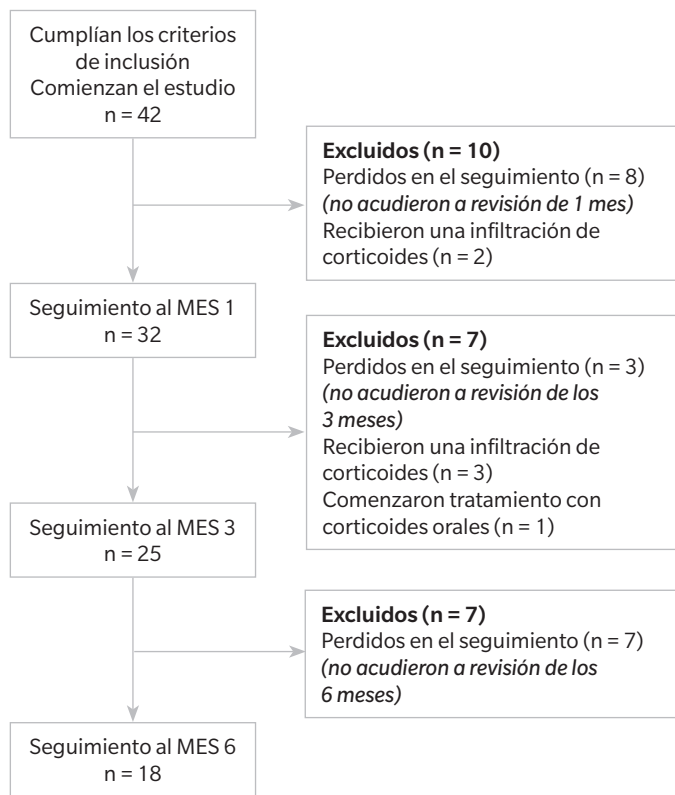 Cumplían los criterios
de inclusión
Comienzan el estudio
n = 42
Excluidos (n = 10)
Perdidos en el seguimiento (n = 8)
(no acudieron a revisión de 1 mes)
Recibieron una infiltración de
corticoides (n = 2)
Seguimiento al MES 1
n = 32
Excluidos (n = 7)
Perdidos en el seguimiento (n = 3)
(no acudieron a revisión de los
3 meses)
Recibieron una infiltración de
corticoides (n = 3)
Comenzaron tratamiento con
corticoides orales (n = 1)
Seguimiento al MES 3
n = 25
Excluidos (n = 7)
Perdidos en el seguimiento (n = 7)
(no acudieron a revisión de los
6 meses)
Seguimiento al MES 6
n = 18